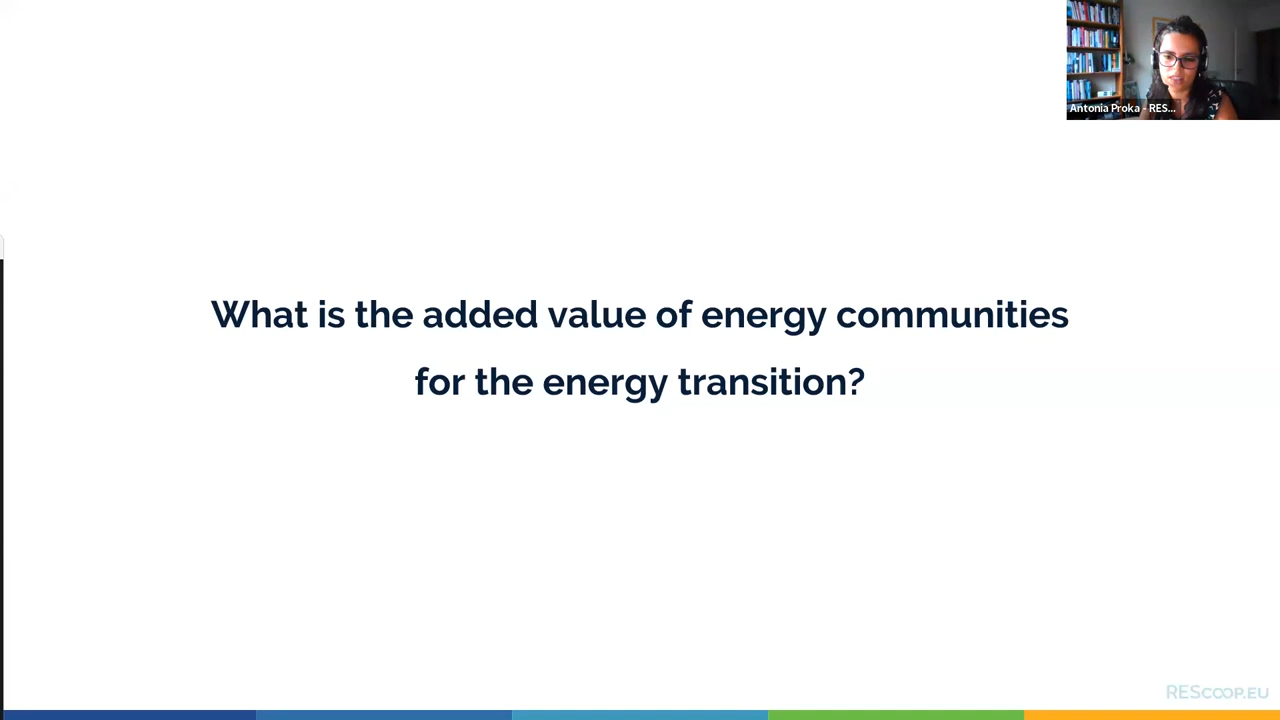 Antonia Proka - RES...
What is the added value of energy communities
for the energy transition?
REScoop.EU